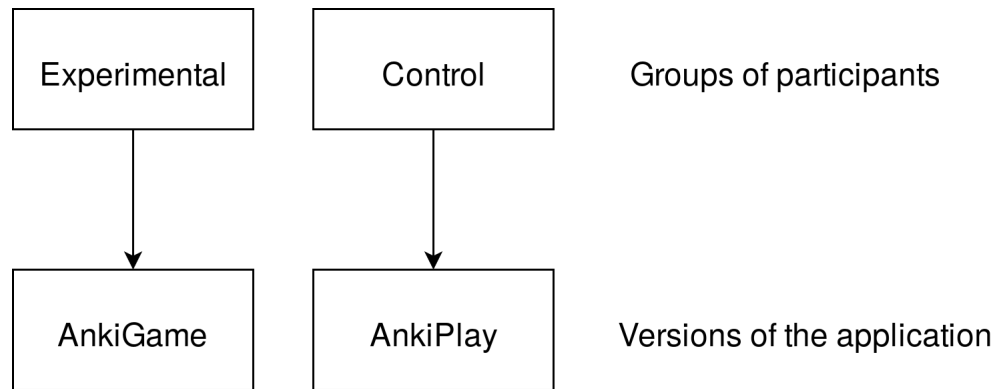 Experimental
Control
Groups of participants
AnkiGame
AnkiPlay
Versions of the application